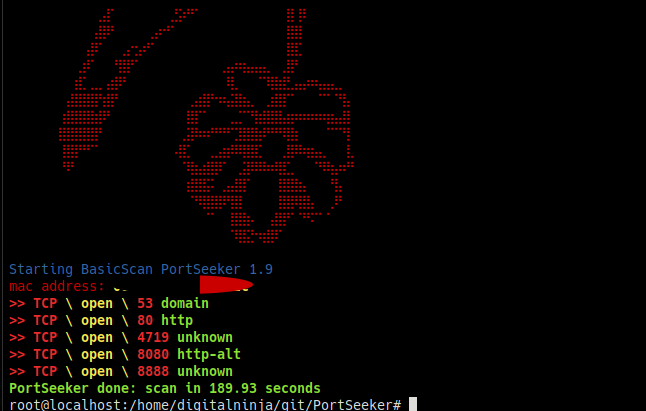 Starting BasicScan PortSeeker 1.9
mac address:
>> TCP \ open \ 53 domain
>> TCP \ open \ 80 http
>> TCP \ open \ 4719 unknown
>> TCP \ open \ 8080 http-alt
>> TCP \ open \ 8888 unknown
PortSeeker done: scan in 189.93 seconds
root@localhost:/home/digitalninja/git/PortSeeker#